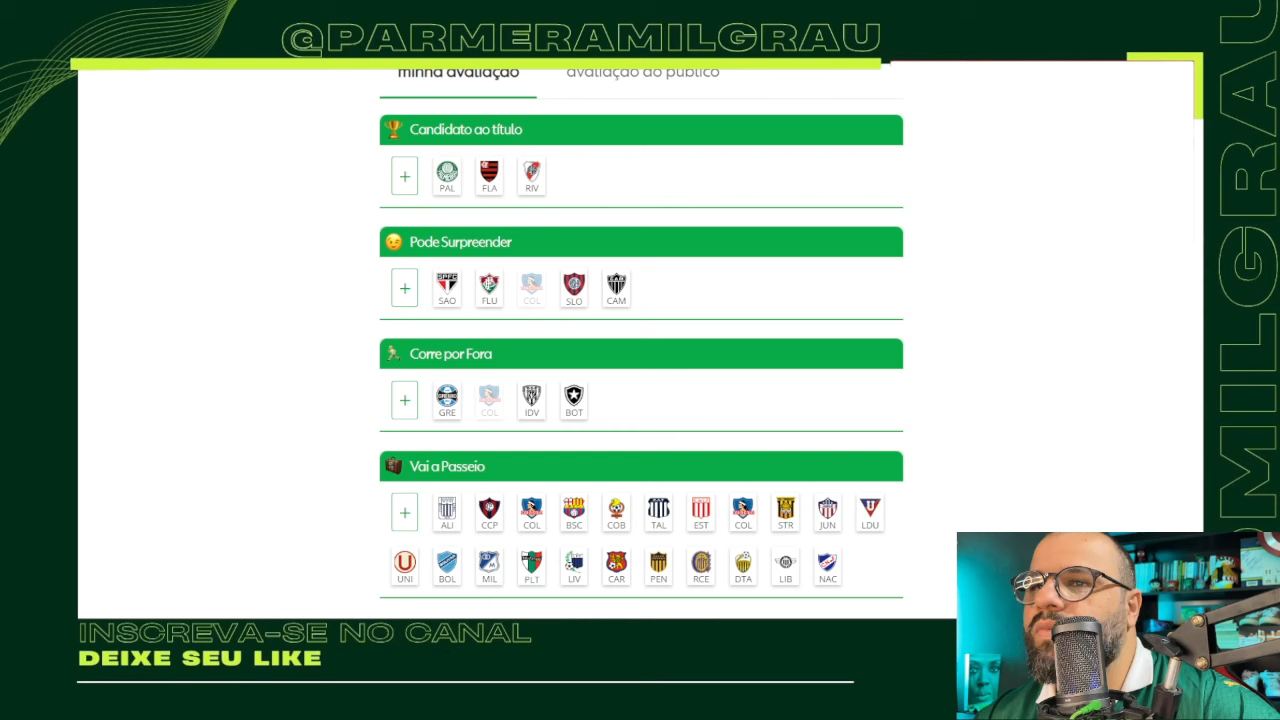 @PARMERAMILGRAU
minha avaliação avaliação do público
Candidato ao título
+ PAL FLA RIV
Pode Surpreender
+ SAO FLU COL SLO CAM
Corre por Fora
+ GRE COL IDV BOT
Vai a Passeio
+ ALI CCP COL BSC COB TAL EST COL STR JUN LDU
UNI BOL MIL PLT LIV CAR PEN RCE DTA LIB NAC
INSCREVA-SE NO CANAL
DEIXE SEU LIKE
OMILGRAU